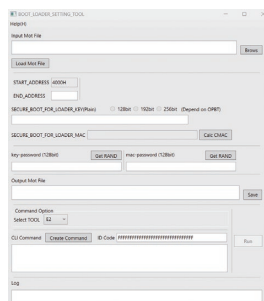 BOOT_LOADER_SETTING_TOOL
Help(H)
Input Mot File
Brows
Load Mot File
START_ADDRESS 4000H
END_ADDRESS
SECURE_BOOT_FOR_LOADER_KEY(Plain) 128bit 192bit 256bit (Depend on OPBT)
SECURE_BOOT_FOR_LOADER_MAC Calc CMAC
key-password (128bit) Get RAND mac-password (128bit) Get RAND
Output Mot File
Save
Command Option
Select TOOL E2
CLI Command Create Command ID Code FFFFFFFFFFFFFFFFFFFFFFFFFFFFFFFF
Run
Log